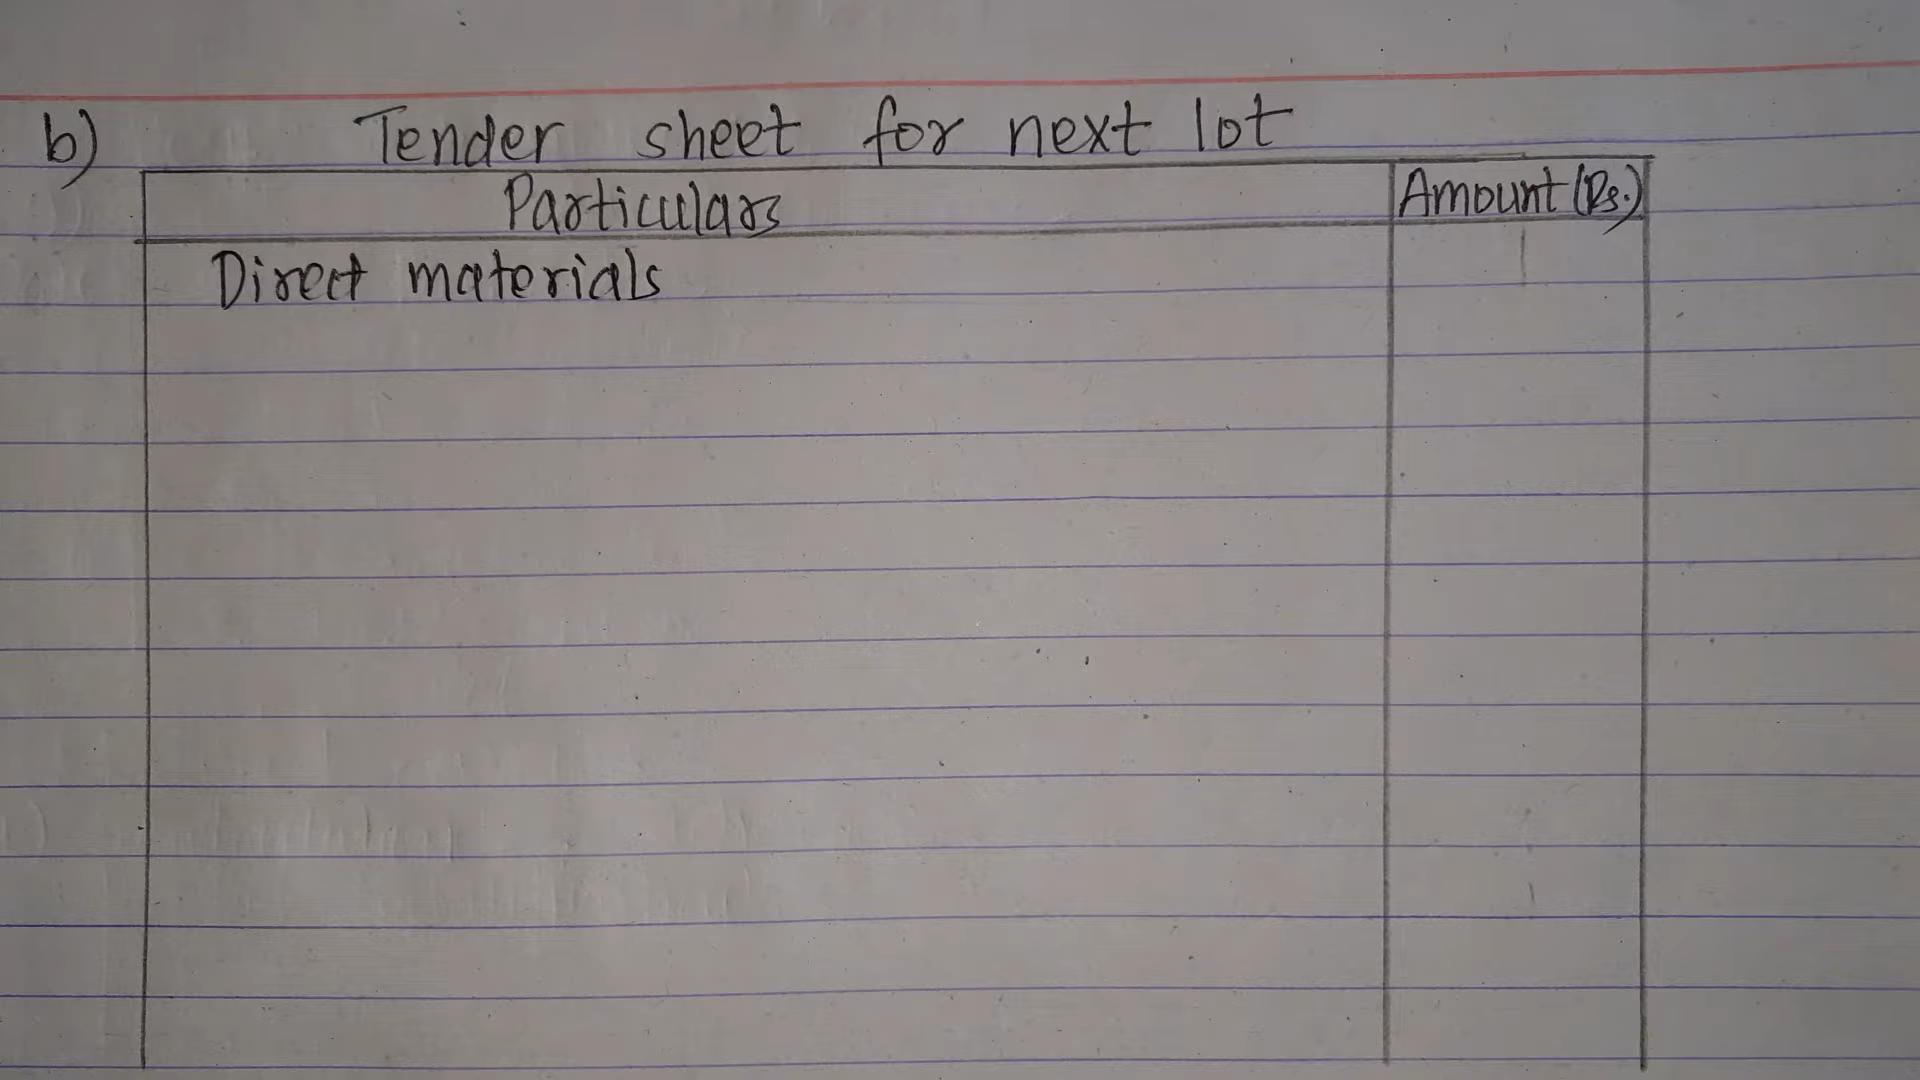 b) Tender sheet for next lot
Particulars Amount (Rs.)
Direct materials